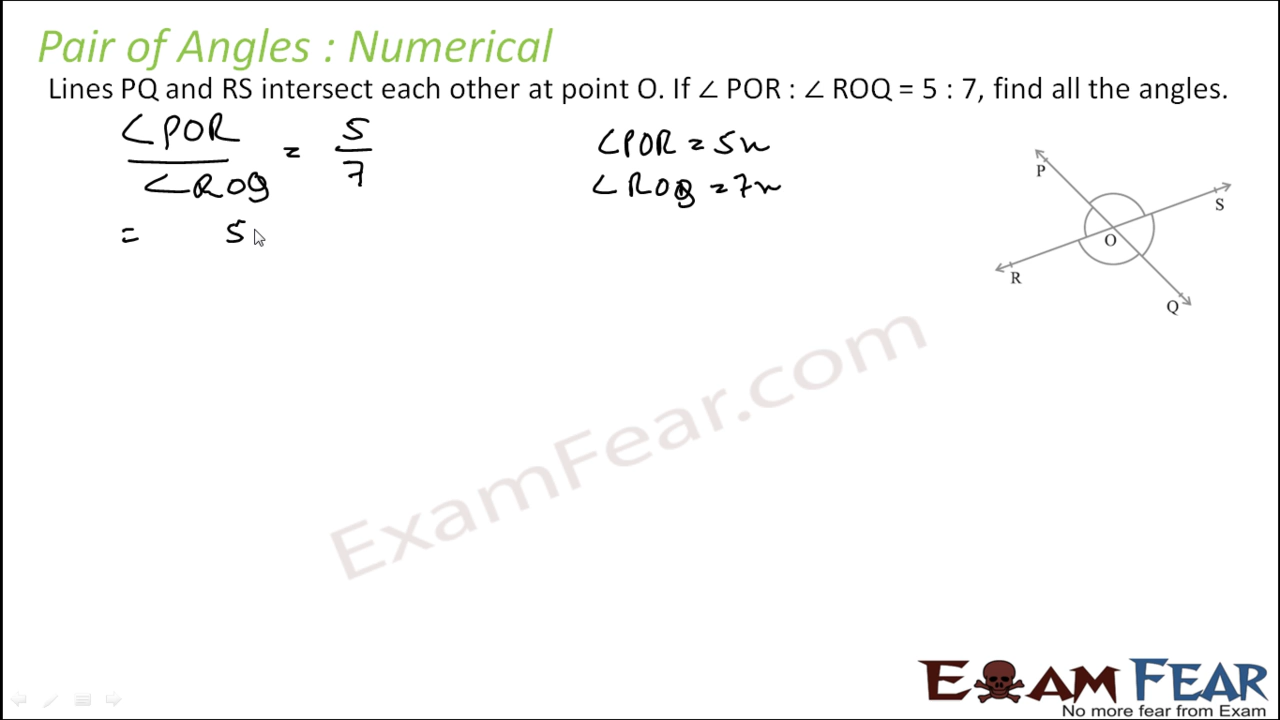 Pair of Angles : Numerical
Lines PQ and RS intersect each other at point O. If ∠ POR : ∠ ROQ = 5 : 7, find all the angles.
∠POR
= 5
∠ROQ 7
∠POR = 5x
∠ROQ = 7x
= 5
P
S
O
R
Q
ExamFear.com
EXAM FEAR
No more fear from Exam